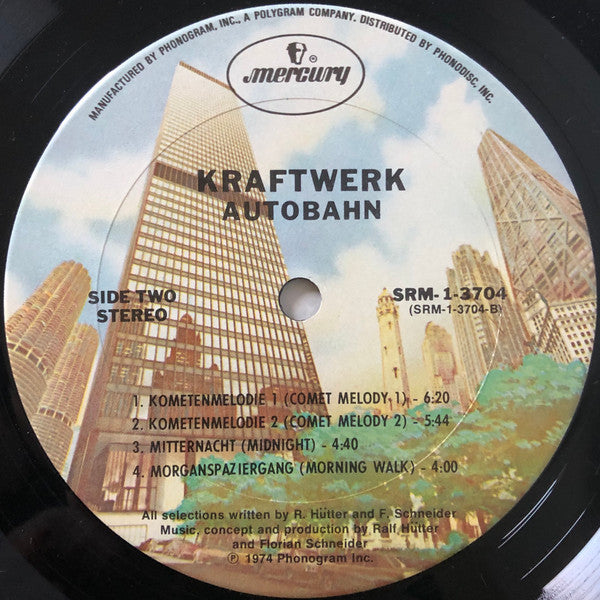 MANUFACTURED BY PHONOGRAM, INC., A POLYGRAM COMPANY. DISTRIBUTED BY PHONODISC, INC.
mercury
®
KRAFTWERK
AUTOBAHN
SIDE TWO
STEREO
SRM-1-3704
(SRM-1-3704-B)
1. KOMETENMELODIE 1 (COMET MELODY 1) - 6:20
2. KOMETENMELODIE 2 (COMET MELODY 2) - 5:44
3. MITTERNACHT (MIDNIGHT) - 4:40
4. MORGANSPAZIERGANG (MORNING WALK) - 4:00
All selections written by R. Hütter and F. Schneider
Music, concept and production by Ralf Hütter
and Florian Schneider
℗ 1974 Phonogram Inc.